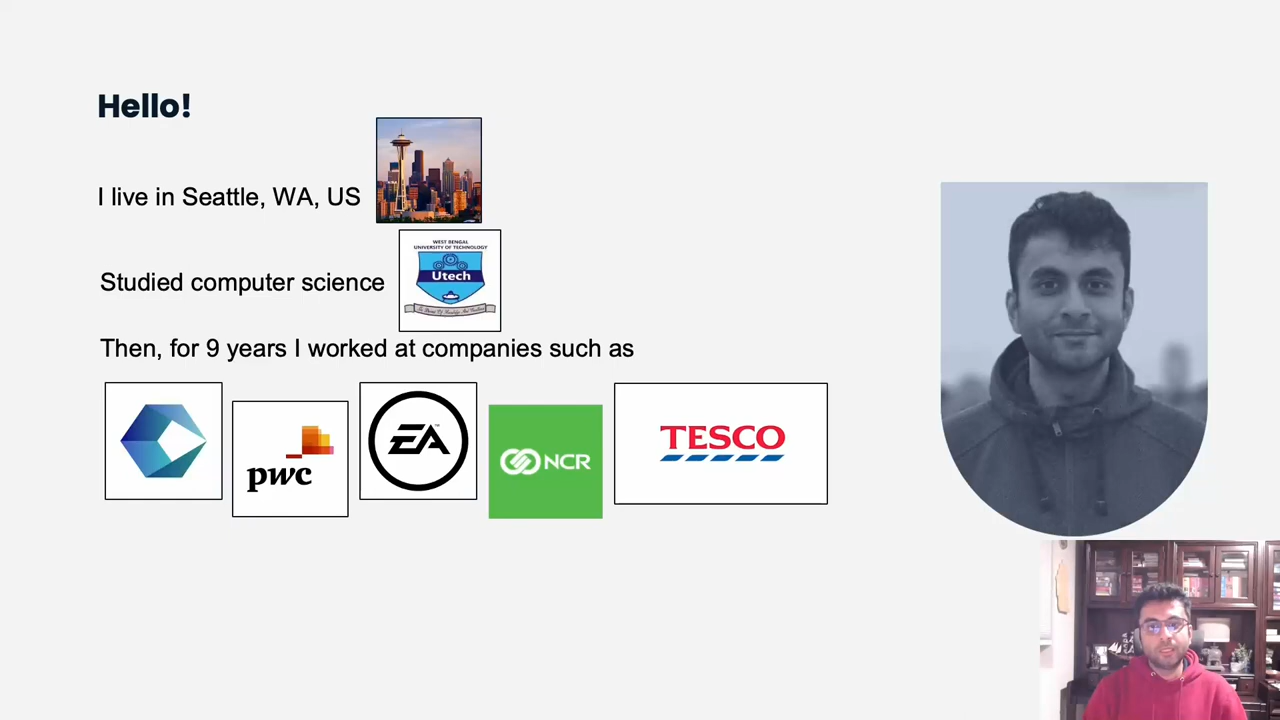 Hello!
I live in Seattle, WA, US
WEST BENGAL
UNIVERSITY OF TECHNOLOGY
Utech
Studied computer science
Then, for 9 years I worked at companies such as
pwc
EA
NCR
TESCO